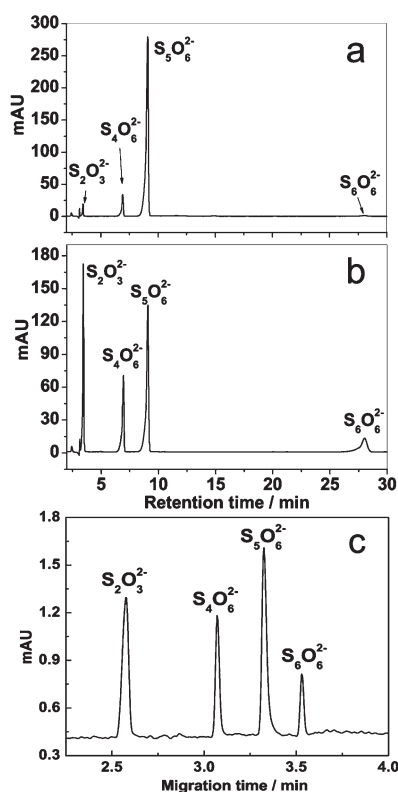 a
300
250
200
150
100
50
0
mAU
S₂O₃²⁻
S₄O₆²⁻
S₅O₆²⁻
S₆O₆²⁻
b
180
150
120
90
60
30
0
mAU
S₂O₃²⁻
S₄O₆²⁻
S₅O₆²⁻
S₆O₆²⁻
5 10 15 20 25 30
Retention time / min
c
1.8
1.5
1.2
0.9
0.6
0.3
mAU
S₂O₃²⁻
S₄O₆²⁻
S₅O₆²⁻
S₆O₆²⁻
2.5 3.0 3.5 4.0
Migration time / min